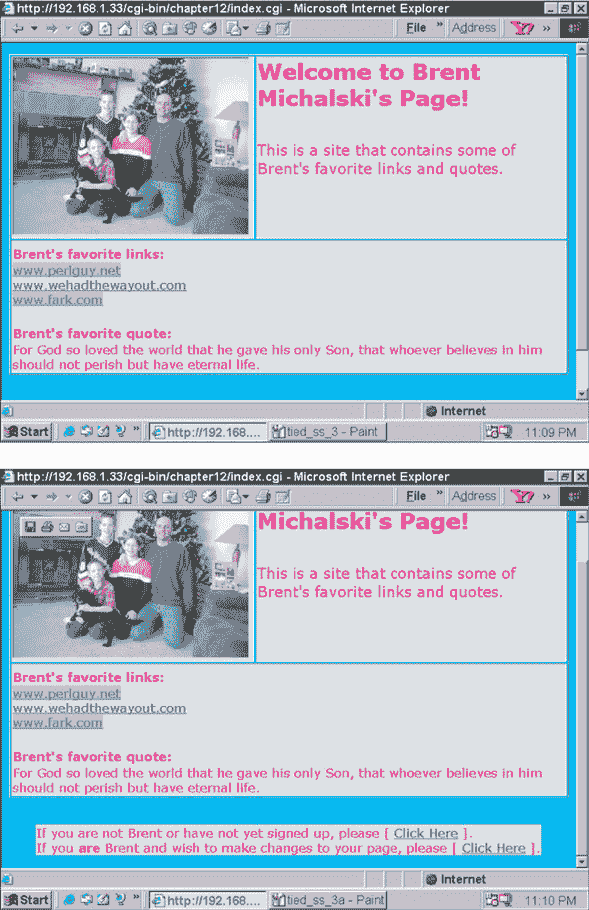 http://192.168.1.33/cgi-bin/chapter12/index.cgi - Microsoft Internet Explorer
File » Address Y! »
Welcome to Brent
Michalski's Page!
This is a site that contains some of
Brent's favorite links and quotes.
Brent's favorite links:
www.perlguy.net
www.wehadthewayout.com
www.fark.com
Brent's favorite quote:
For God so loved the world that he gave his only Son, that whoever believes in him
should not perish but have eternal life.
Internet
Start » http://192.168.... tied_ss_3 - Paint 11:09 PM
http://192.168.1.33/cgi-bin/chapter12/index.cgi - Microsoft Internet Explorer
File » Address Y! »
Michalski's Page!
This is a site that contains some of
Brent's favorite links and quotes.
Brent's favorite links:
www.perlguy.net
www.wehadthewayout.com
www.fark.com
Brent's favorite quote:
For God so loved the world that he gave his only Son, that whoever believes in him
should not perish but have eternal life.
If you are not Brent or have not yet signed up, please [ Click Here ].
If you are Brent and wish to make changes to your page, please [ Click Here ].
Internet
Start » http://192.168.... tied_ss_3a - Paint 11:10 PM